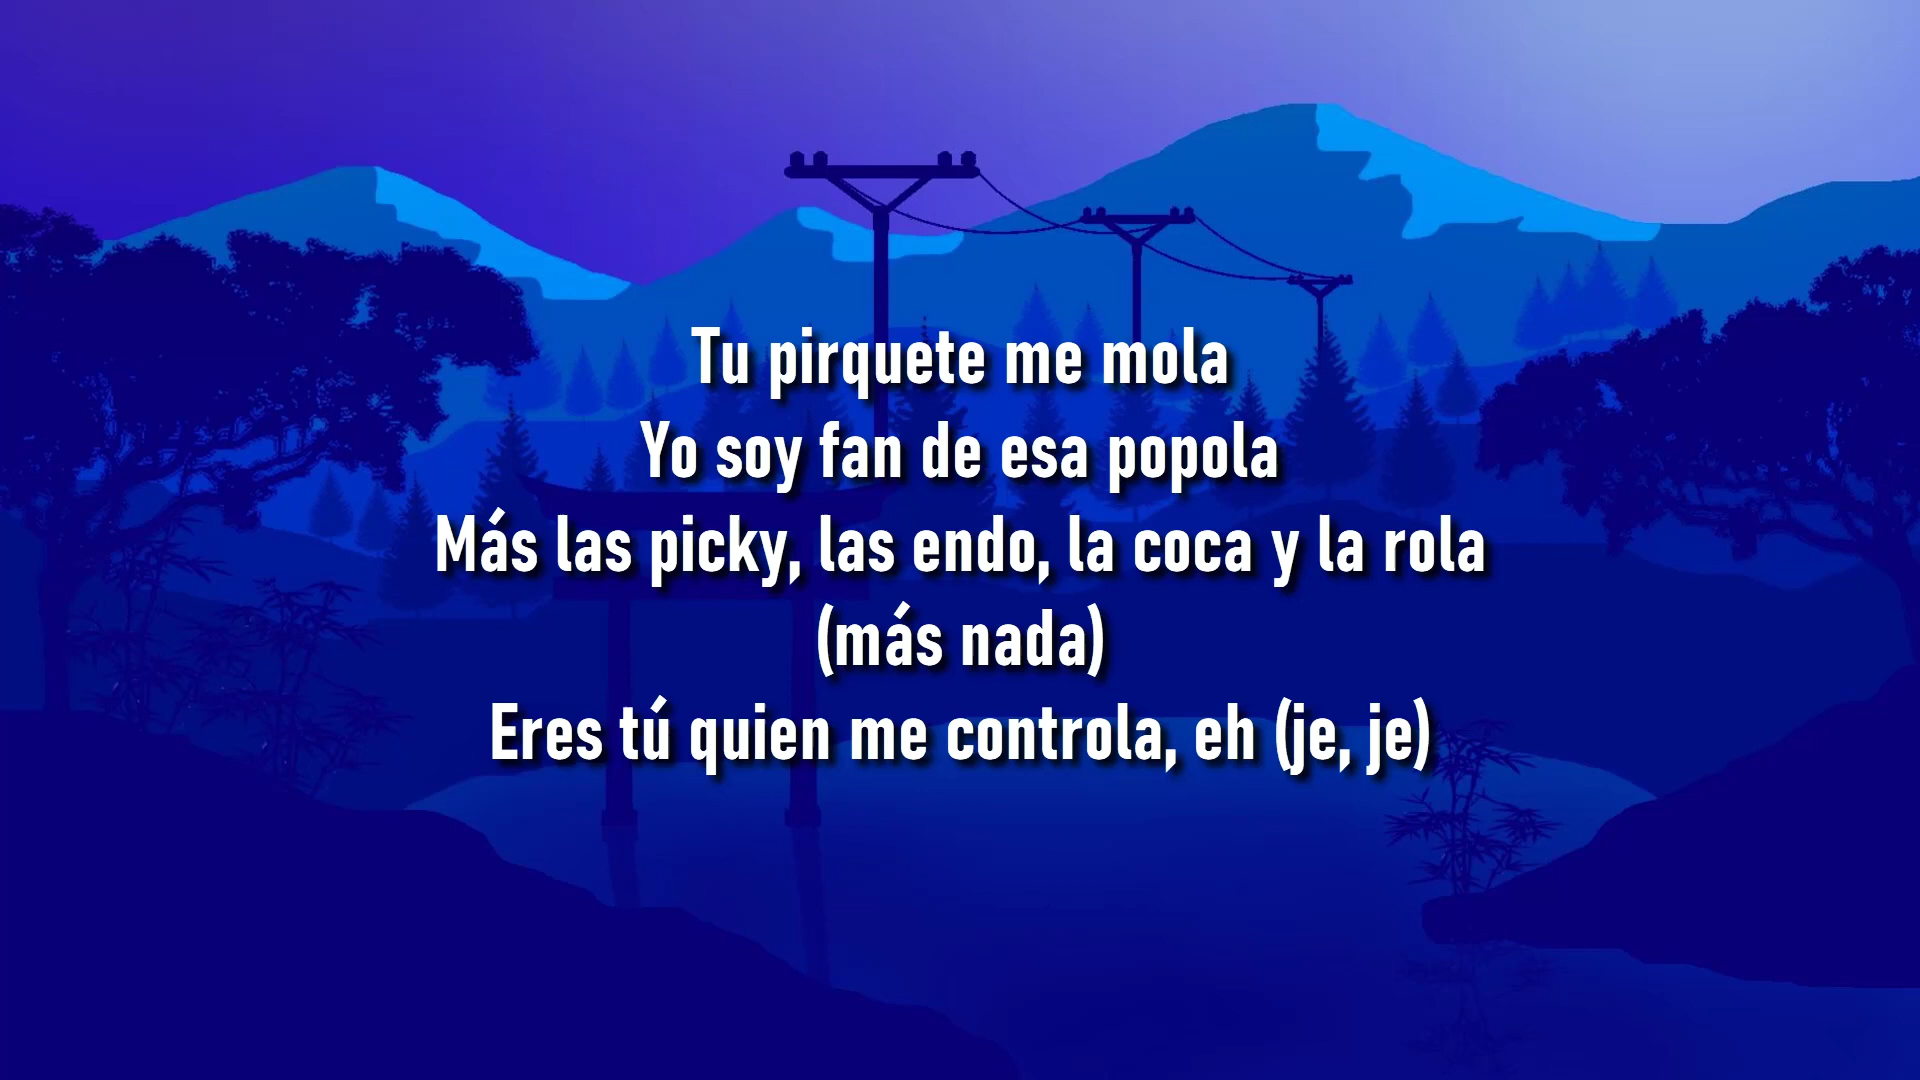 Tu pirquete me mola
Yo soy fan de esa popola
Más las picky, las endo, la coca y la rola
(más nada)
Eres tú quien me controla, eh (je, je)